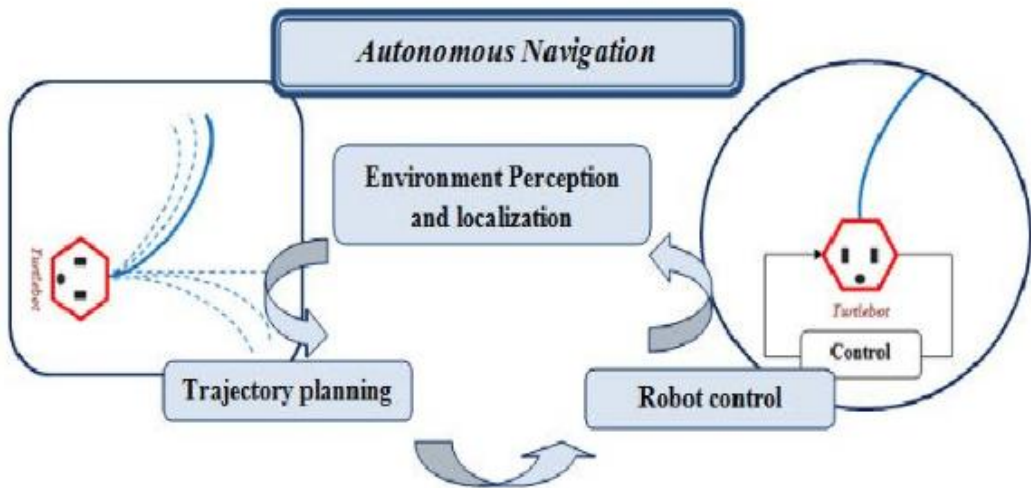 Autonomous Navigation
Environment Perception
and localization
Turtlebot
Trajectory planning
Turtlebot
Control
Robot control